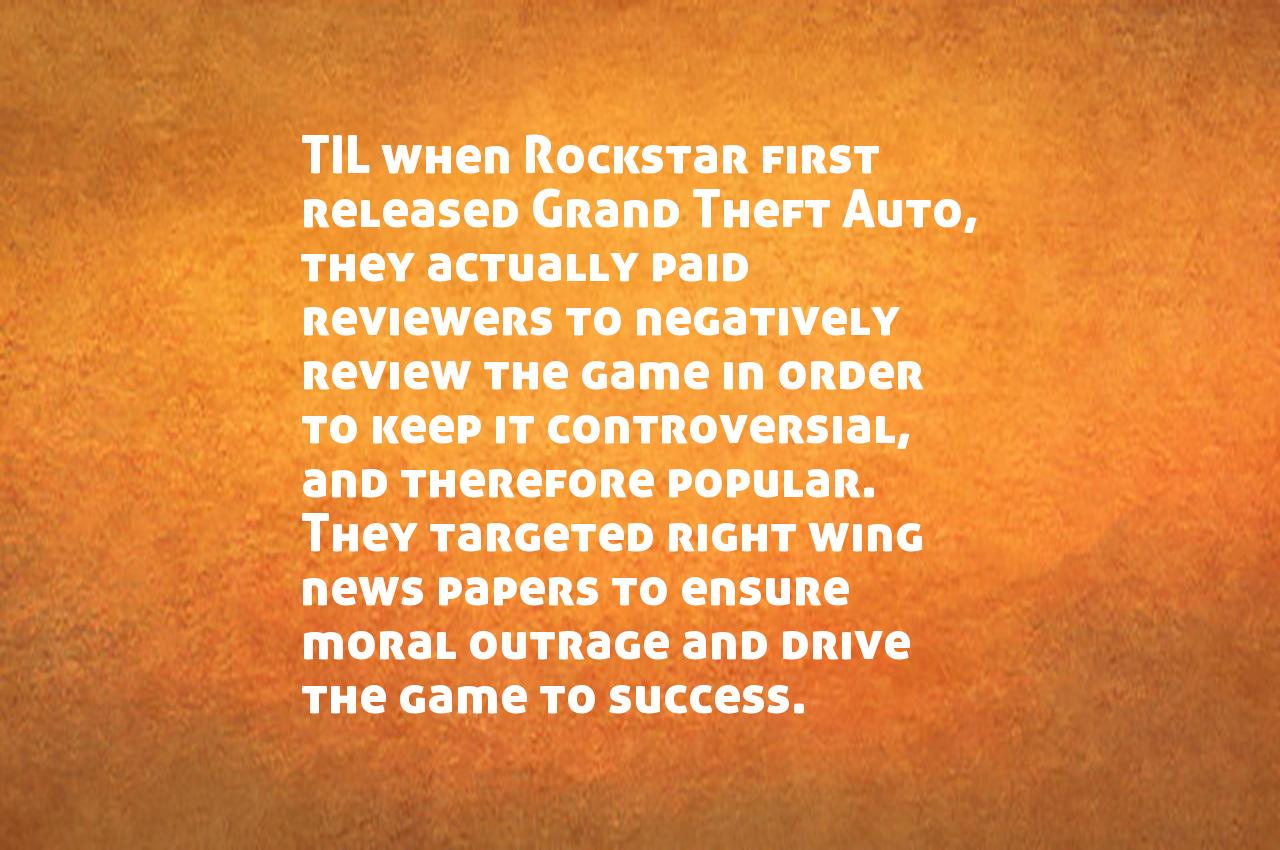 TIL when Rockstar first
released Grand Theft Auto,
they actually paid
reviewers to negatively
review the game in order
to keep it controversial,
and therefore popular.
They targeted right wing
news papers to ensure
moral outrage and drive
the game to success.